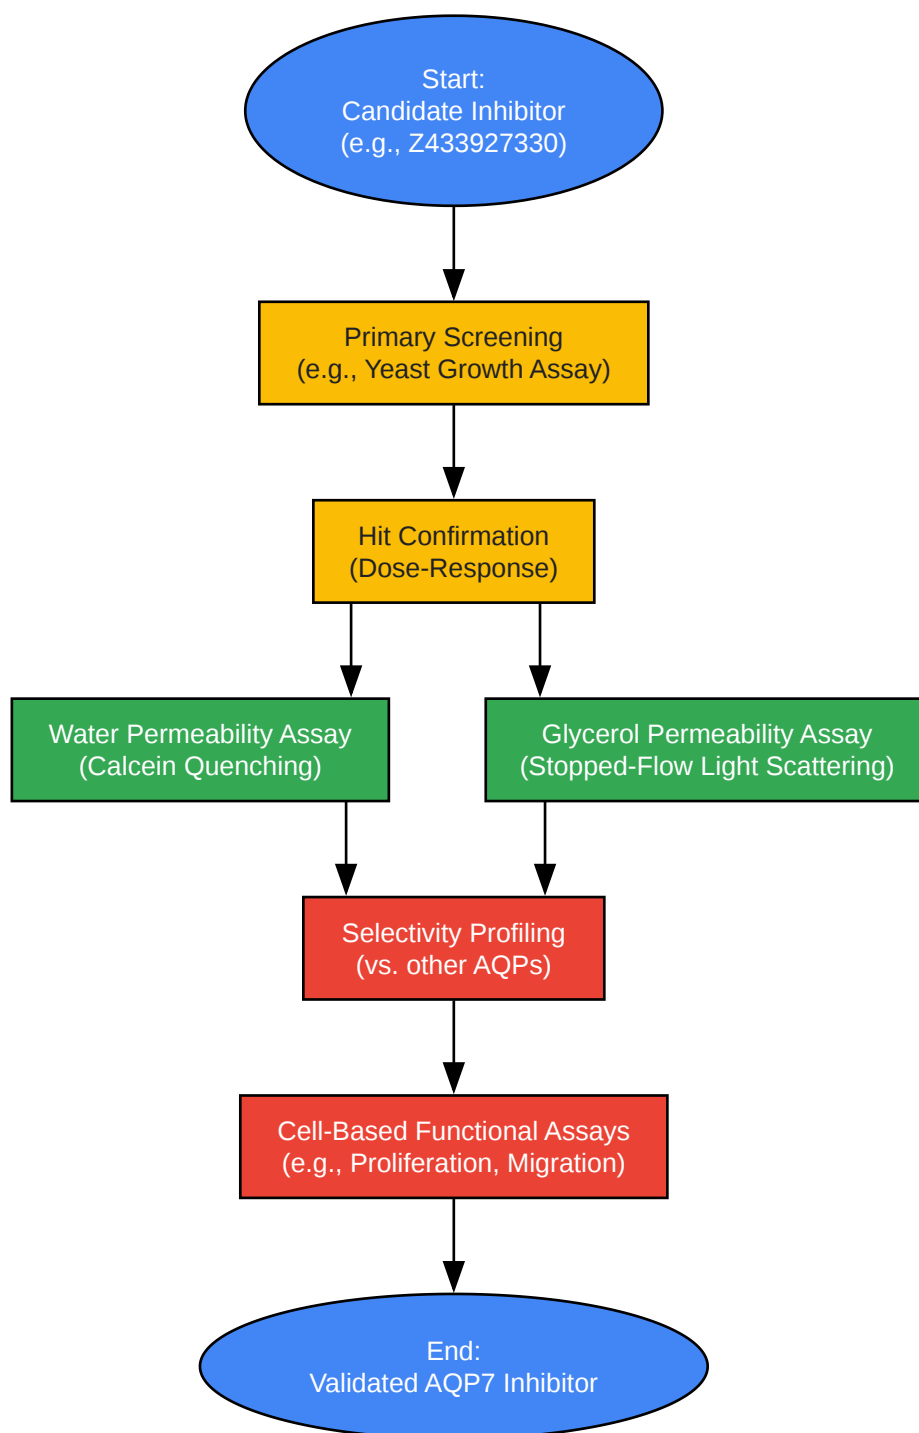 Start:
Candidate Inhibitor
(e.g., Z433927330)
Primary Screening
(e.g., Yeast Growth Assay)
Hit Confirmation
(Dose-Response)
Water Permeability Assay
(Calcein Quenching)
Glycerol Permeability Assay
(Stopped-Flow Light Scattering)
Selectivity Profiling
(vs. other AQPs)
Cell-Based Functional Assays
(e.g., Proliferation, Migration)
End:
Validated AQP7 Inhibitor